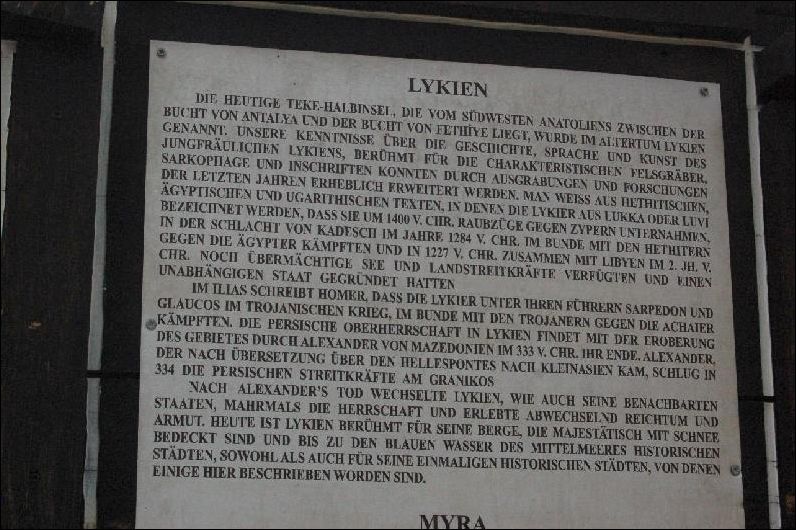 LYKIEN
DIE HEUTIGE TEKE-HALBINSEL, DIE VOM SÜDWESTEN ANATOLIENS ZWISCHEN DER
BUCHT VON ANTALYA UND DER BUCHT VON FETHİYE LIEGT, WURDE IM ALTERTUM LYKIEN
GENANNT. UNSERE KENNTNISSE ÜBER DIE GESCHICHTE, SPRACHE UND KUNST DES
JUNGFRÄULICHEN LYKIENS, BERÜHMT FÜR DIE CHARAKTERISTISCHEN FELSGRÄBER,
SARKOPHAGE UND INSCHRIFTEN KONNTEN DURCH AUSGRABUNGEN UND FORSCHUNGEN
DER LETZTEN JAHREN ERHEBLICH ERWEITERT WERDEN. MAN WEISS AUS HETHITISCHEN,
ÄGYPTISCHEN UND UGARITHISCHEN TEXTEN, IN DENEN DIE LYKIER AUS LUKKA ODER LUVI
BEZEICHNET WERDEN, DASS SIE UM 1400 V. CHR. RAUBZÜGE GEGEN ZYPERN UNTERNAHMEN,
IN DER SCHLACHT VON KADESCH IM JAHRE 1284 V. CHR. IM BUNDE MIT DEN HETHITERN
GEGEN DIE ÄGYPTER KÄMPFTEN UND IN 1227 V. CHR. ZUSAMMEN MIT LIBYEN IM 2. JH. V.
CHR. NOCH ÜBERMÄCHTIGE SEE UND LANDSTREITKRÄFTE VERFÜGTEN UND EINEN
UNABHÄNGIGEN STAAT GEGRÜNDET HATTEN
IM ILIAS SCHREIBT HOMER, DASS DIE LYKIER UNTER IHREN FÜHRERN SARPEDON UND
GLAUCOS IM TROJANISCHEN KRIEG, IM BUNDE MIT DEN TROJANERN GEGEN DIE ACHAIER
KÄMPFTEN. DIE PERSISCHE OBERHERRSCHAFT IN LYKIEN FINDET MIT DER EROBERUNG
DES GEBIETES DURCH ALEXANDER VON MAZEDONIEN IM 333 V. CHR. IHR ENDE. ALEXANDER,
DER NACH ÜBERSETZUNG ÜBER DEN HELLESPONTES NACH KLEINASIEN KAM, SCHLUG IN
334 DIE PERSISCHEN STREITKRÄFTE AM GRANIKOS
NACH ALEXANDER'S TOD WECHSELTE LYKIEN, WIE AUCH SEINE BENACHBARTEN
STAATEN, MAHRMALS DIE HERRSCHAFT UND ERLEBTE ABWECHSELND REICHTUM UND
ARMUT. HEUTE IST LYKIEN BERÜHMT FÜR SEINE BERGE, DIE MAJESTÄTISCH MIT SCHNEE
BEDECKT SIND UND BIS ZU DEN BLAUEN WASSER DES MITTELMEERES HISTORISCHEN
STÄDTEN, SOWOHL ALS AUCH FÜR SEINE EINMALIGEN HISTORISCHEN STÄDTEN, VON DENEN
EINIGE HIER BESCHRIEBEN WORDEN SIND.
MYRA